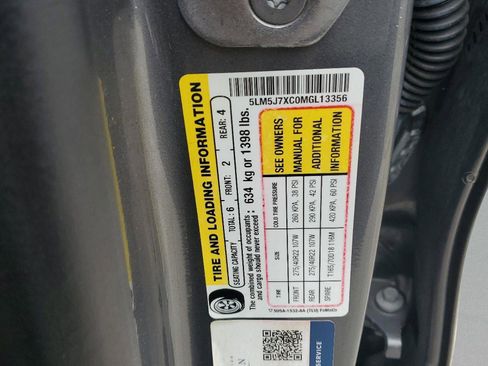 5LM5J7XC0MGL13356
TIRE AND LOADING INFORMATION
SEATING CAPACITY TOTAL: 6 FRONT: 2 REAR: 4
The combined weight of occupants
and cargo should never exceed : 634 kg or 1398 lbs.
TIRE SIZE COLD TIRE PRESSURE
FRONT 275/40R22 107W 260 KPA, 38 PSI
REAR 275/40R22 107W 290 KPA, 42 PSI
SPARE T165/70D18 116M 420 KPA, 60 PSI
SEE OWNERS
MANUAL FOR
ADDITIONAL
INFORMATION
SERVICE